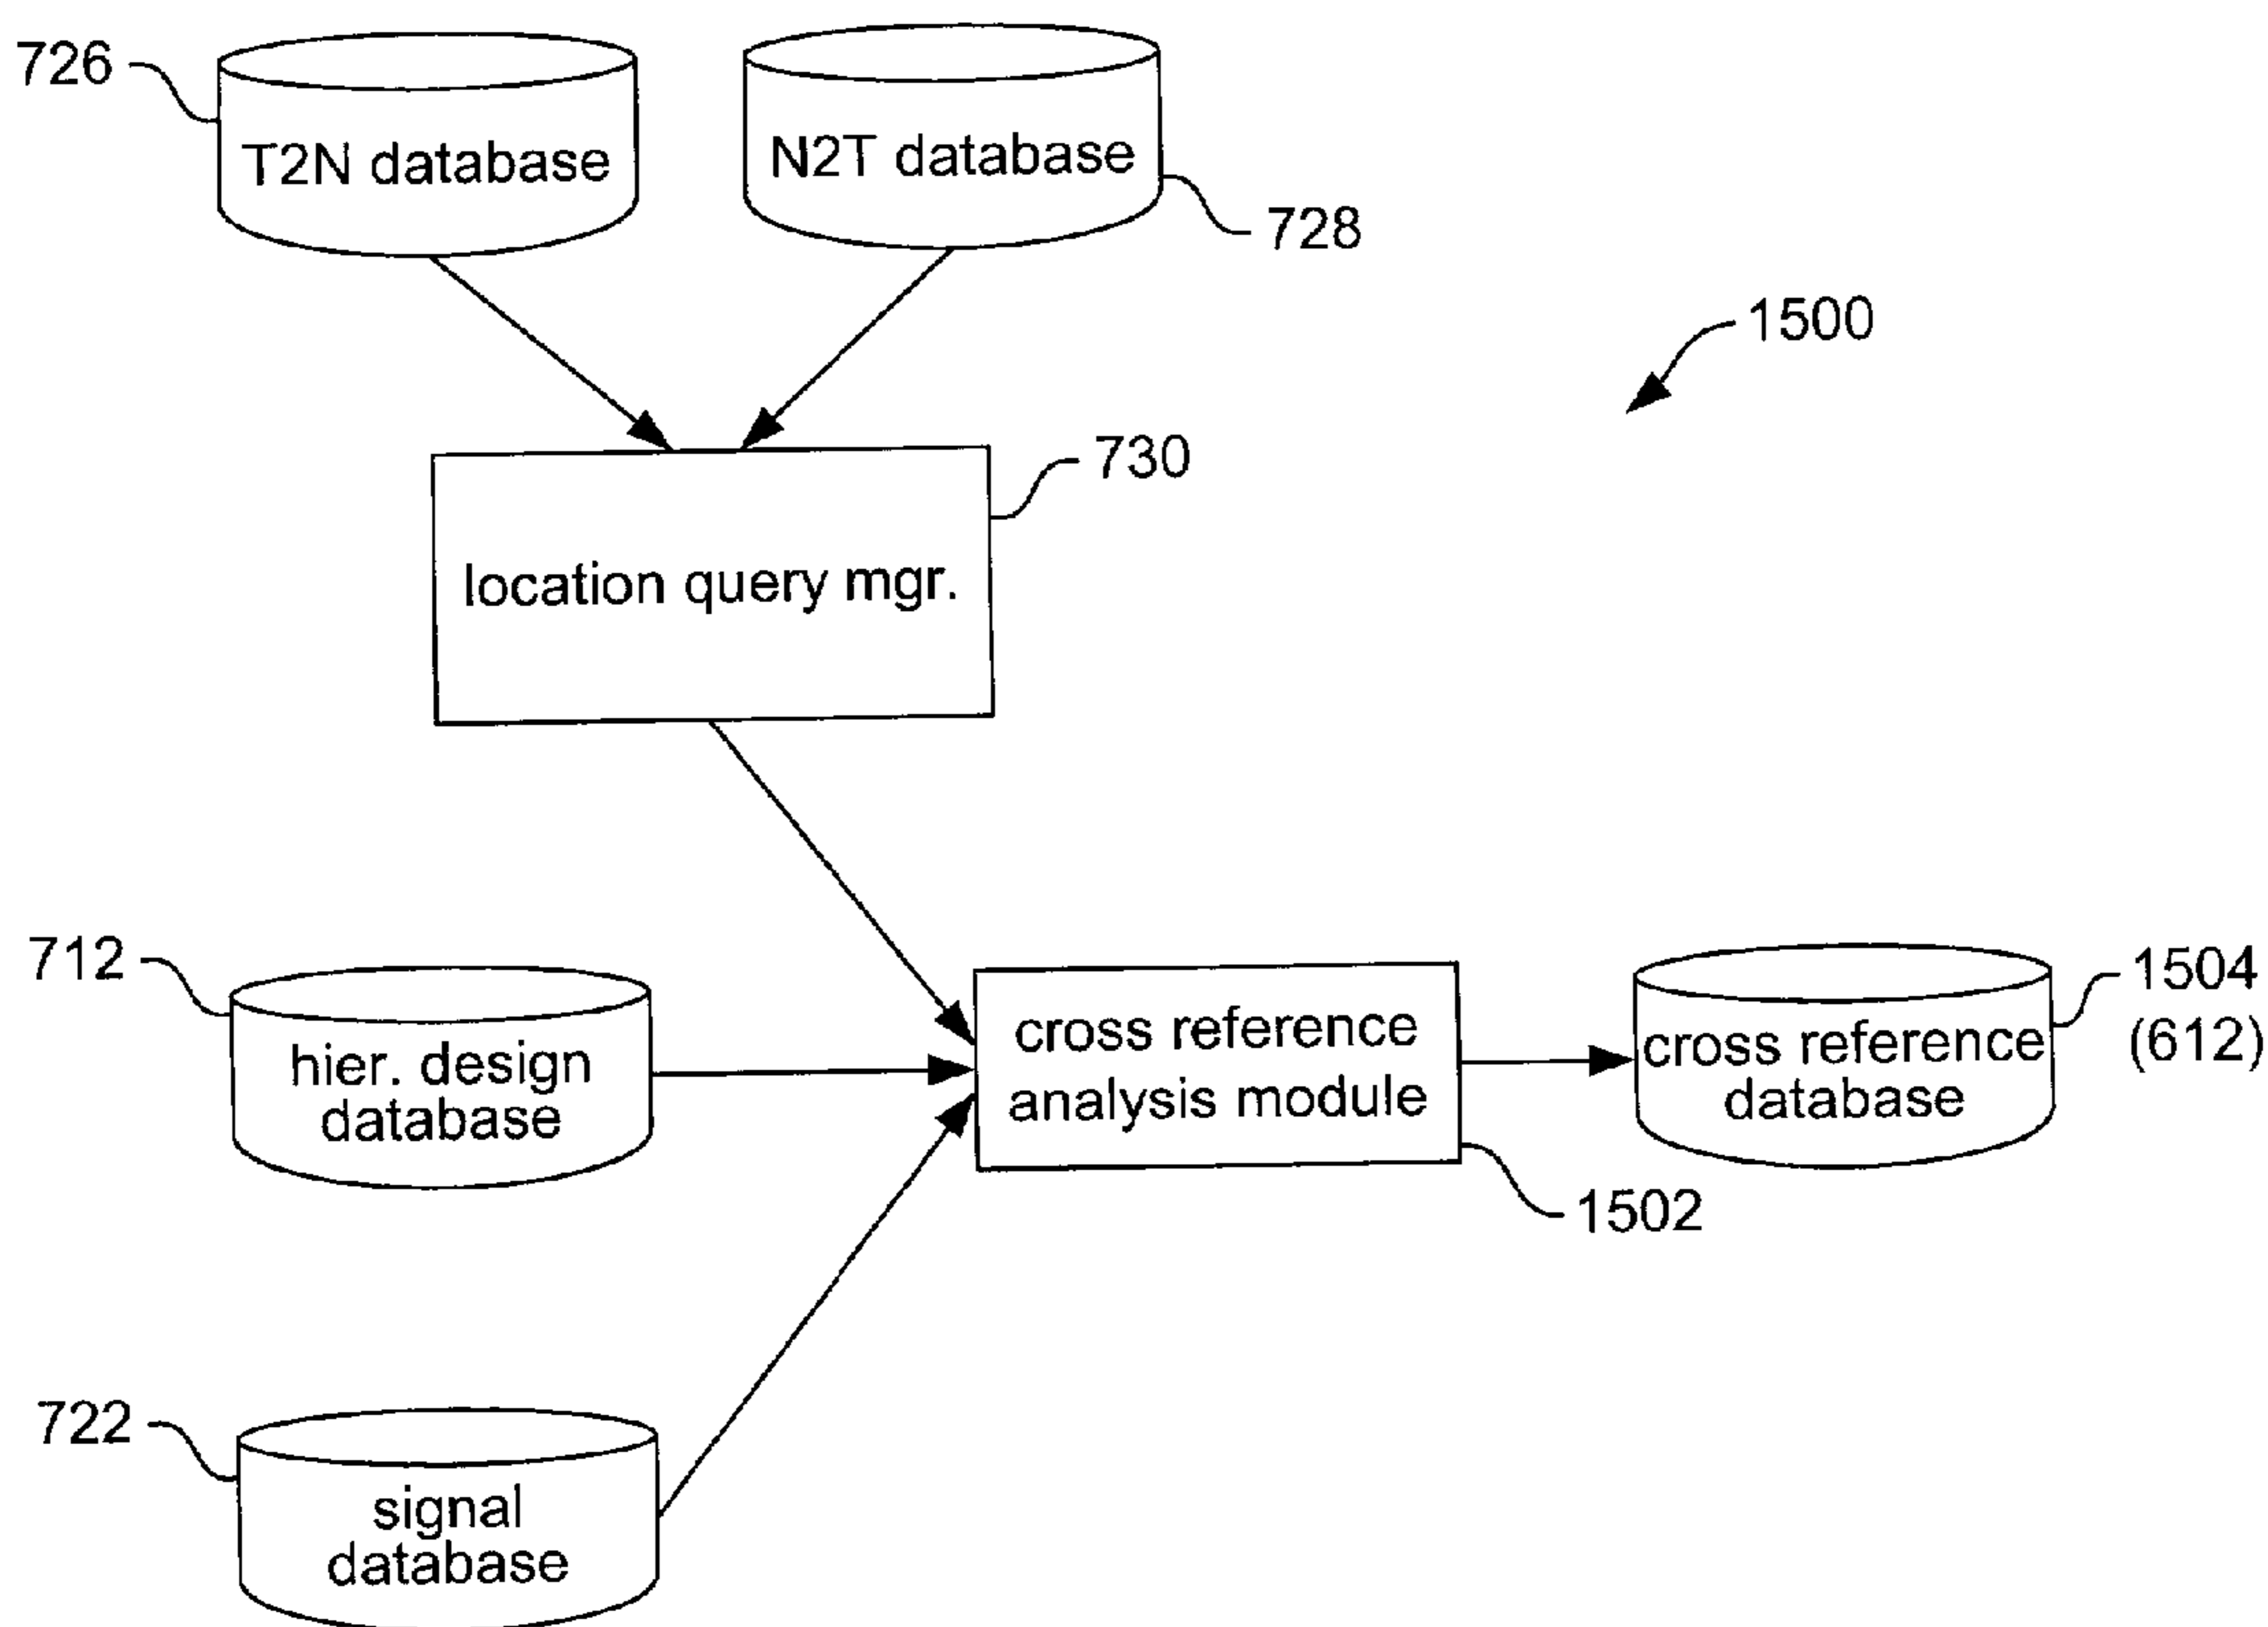 726
T2N database
N2T database
728
1500
730
location query mgr.
712
hier. design
database
cross reference
analysis module
1502
cross reference
database
1504
(612)
722
signal
database